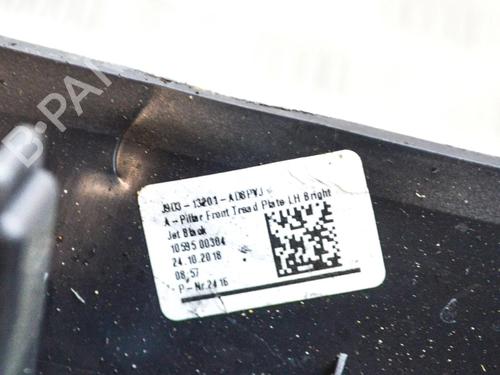 J9D3-13201-AD8PVJ
A-Pillar Front Tread Plate LH Bright
Jet Black
10595 00384
24.10.2018
08:57
P-Nr.2416
B-PARTS